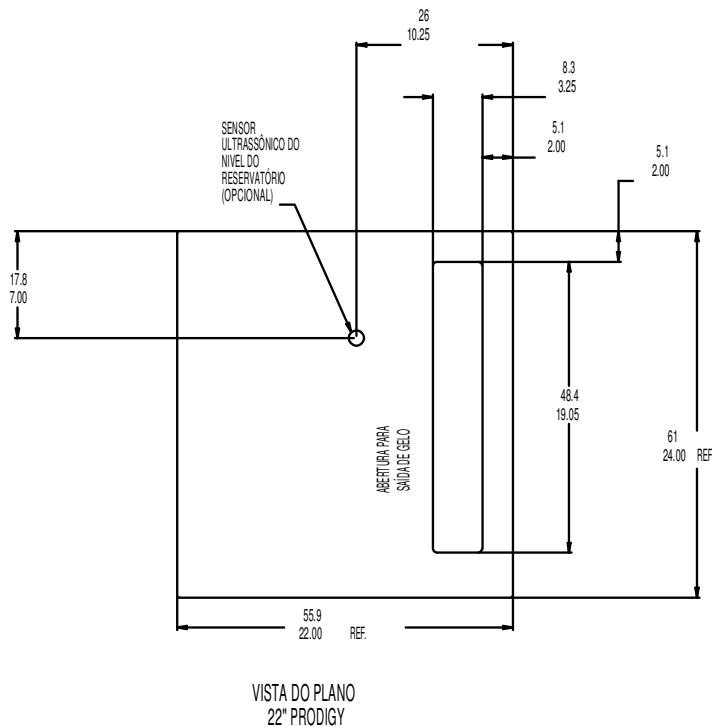 26
10.25
8.3
3.25
5.1
2.00
5.1
2.00
SENSOR
ULTRASSÔNICO DO
NIVEL DO
RESERVATÓRIO
(OPCIONAL)
17.8
7.00
48.4
19.05
ABERTURA PARA
SAÍDA DE GELO
61
24.00 REF
55.9
22.00 REF.
VISTA DO PLANO
22" PRODIGY